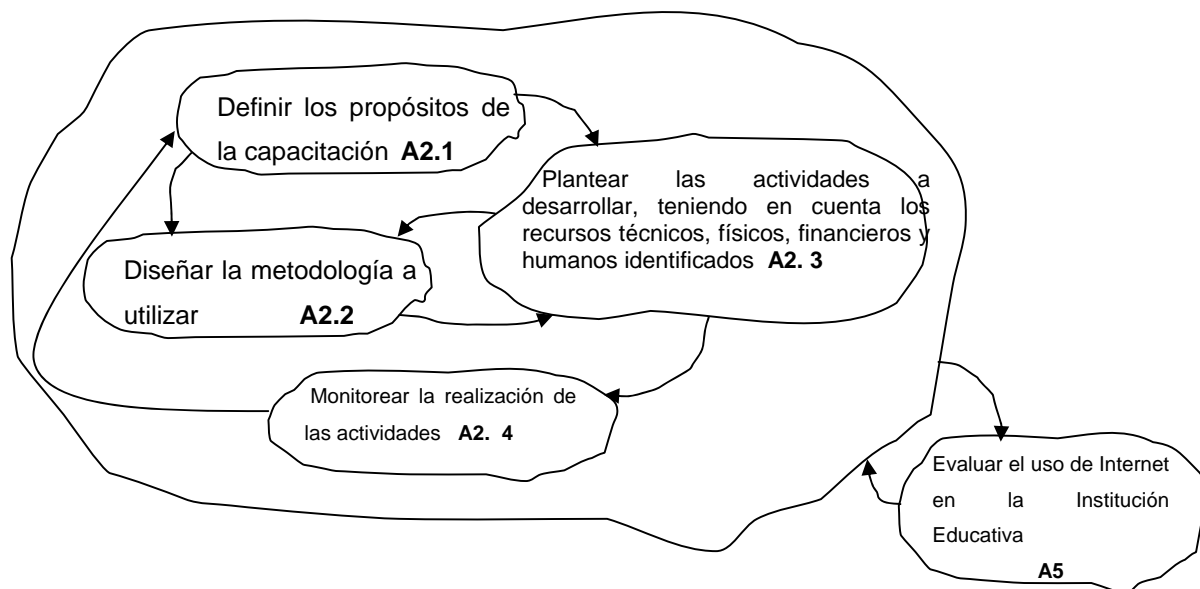 Definir los propósitos de
la capacitación A2.1
Plantear las actividades a
desarrollar, teniendo en cuenta los
recursos técnicos, físicos, financieros y
humanos identificados A2. 3
Diseñar la metodología a
utilizar A2.2
Monitorear la realización de
las actividades A2. 4
Evaluar el uso de Internet
en la Institución
Educativa
A5